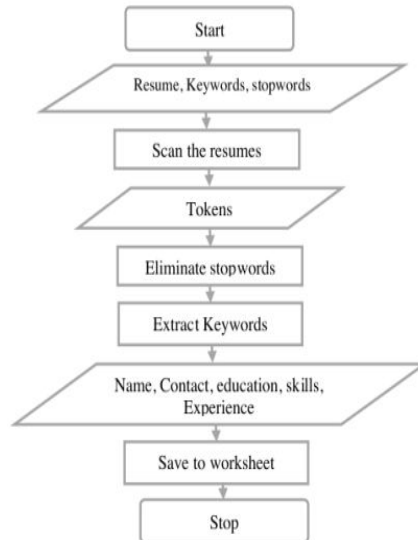 Start
Resume, Keywords, stopwords
Scan the resumes
Tokens
Eliminate stopwords
Extract Keywords
Name, Contact, education, skills,
Experience
Save to worksheet
Stop